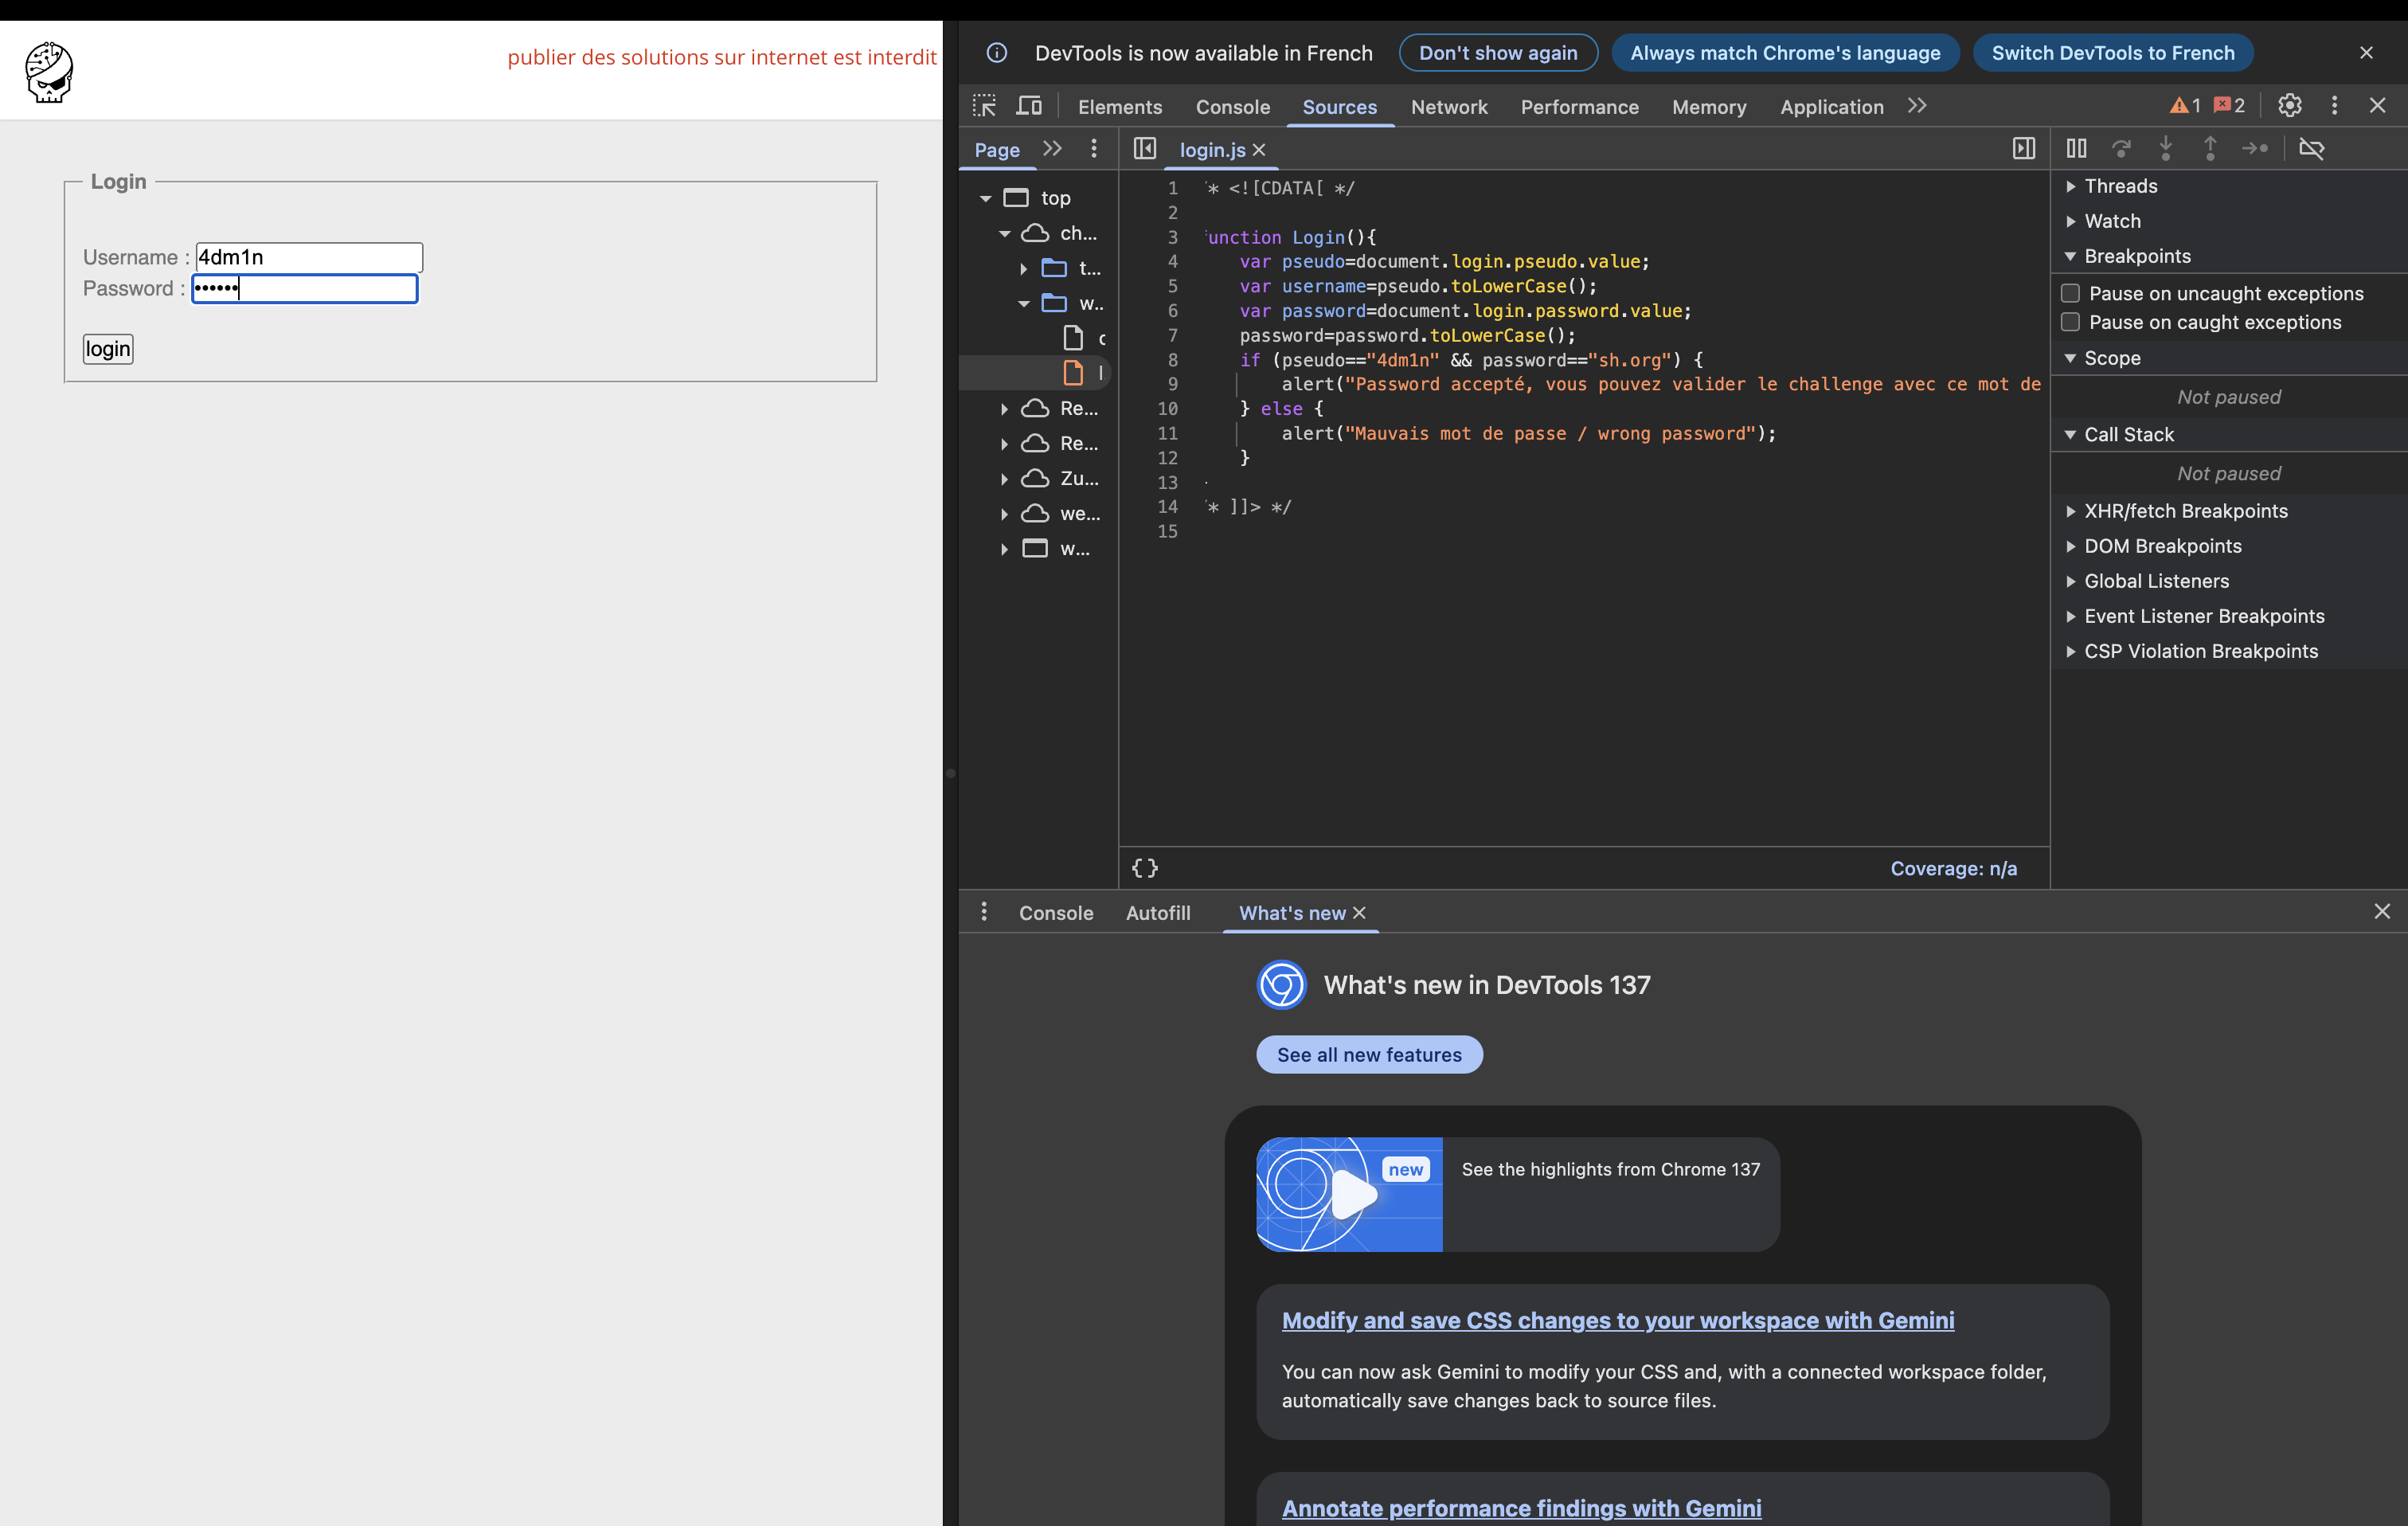 publier des solutions sur internet est interdit
Login
Username : 4dm1n
Password : ••••••
login
DevTools is now available in French
Don't show again
Always match Chrome's language
Switch DevTools to French
Elements
Console
Sources
Network
Performance
Memory
Application
1
2
Page
login.js
top
ch...
t...
w..
Re...
Re...
Zu...
we...
w...
1 * <![CDATA[ */
2
3 unction Login(){
4 var pseudo=document.login.pseudo.value;
5 var username=pseudo.toLowerCase();
6 var password=document.login.password.value;
7 password=password.toLowerCase();
8 if (pseudo=="4dm1n" && password=="sh.org") {
9 alert("Password accepté, vous pouvez valider le challenge avec ce mot de
10 } else {
11 alert("Mauvais mot de passe / wrong password");
12 }
13
14 * ]]> */
15
{ }
Coverage: n/a
Threads
Watch
Breakpoints
Pause on uncaught exceptions
Pause on caught exceptions
Scope
Not paused
Call Stack
Not paused
XHR/fetch Breakpoints
DOM Breakpoints
Global Listeners
Event Listener Breakpoints
CSP Violation Breakpoints
Console
Autofill
What's new
What's new in DevTools 137
See all new features
new
See the highlights from Chrome 137
Modify and save CSS changes to your workspace with Gemini
You can now ask Gemini to modify your CSS and, with a connected workspace folder,
automatically save changes back to source files.
Annotate performance findings with Gemini